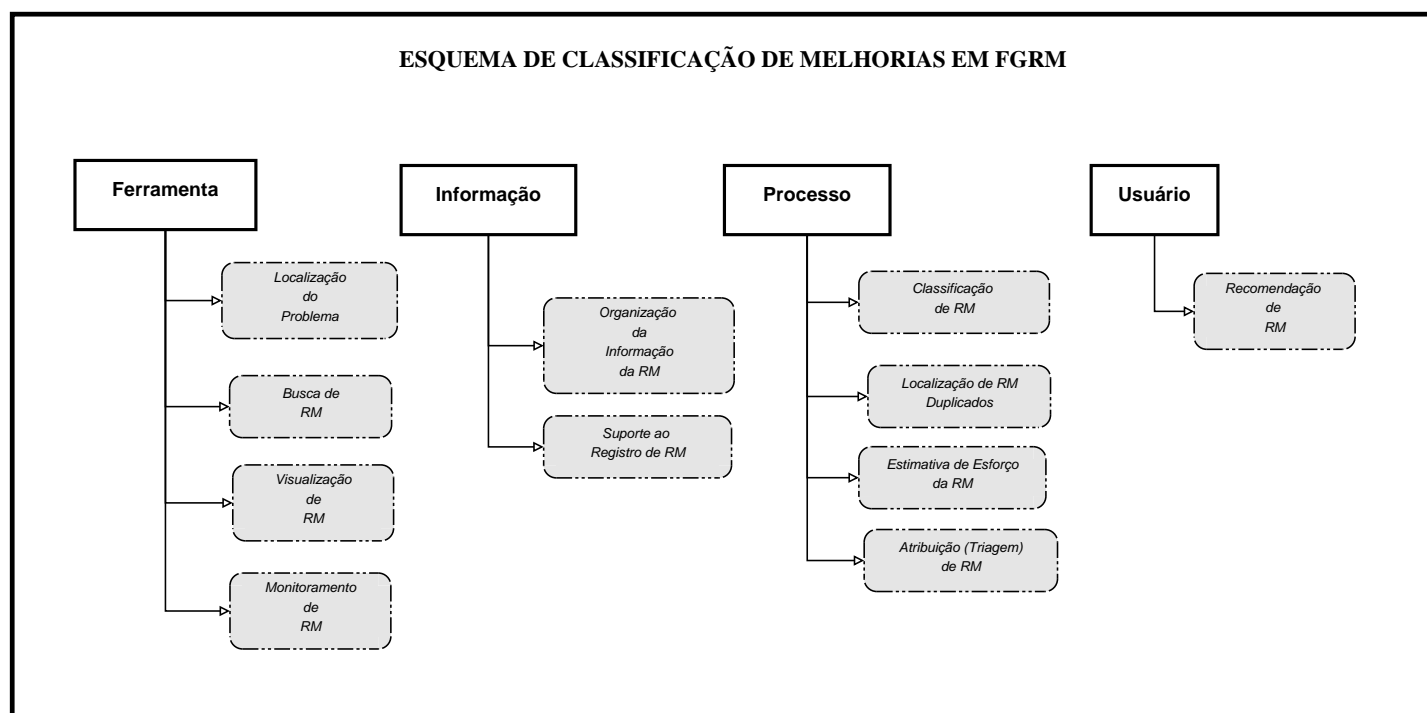 ESQUEMA DE CLASSIFICAÇÃO DE MELHORIAS EM FGRM
Ferramenta
Localização
do
Problema
Busca de
RM
Visualização
de
RM
Monitoramento
de
RM
Informação
Organização
da
Informação
da RM
Suporte ao
Registro de RM
Processo
Classificação
de RM
Localização de RM
Duplicados
Estimativa de Esforço
da RM
Atribuição (Triagem)
de RM
Usuário
Recomendação
de
RM